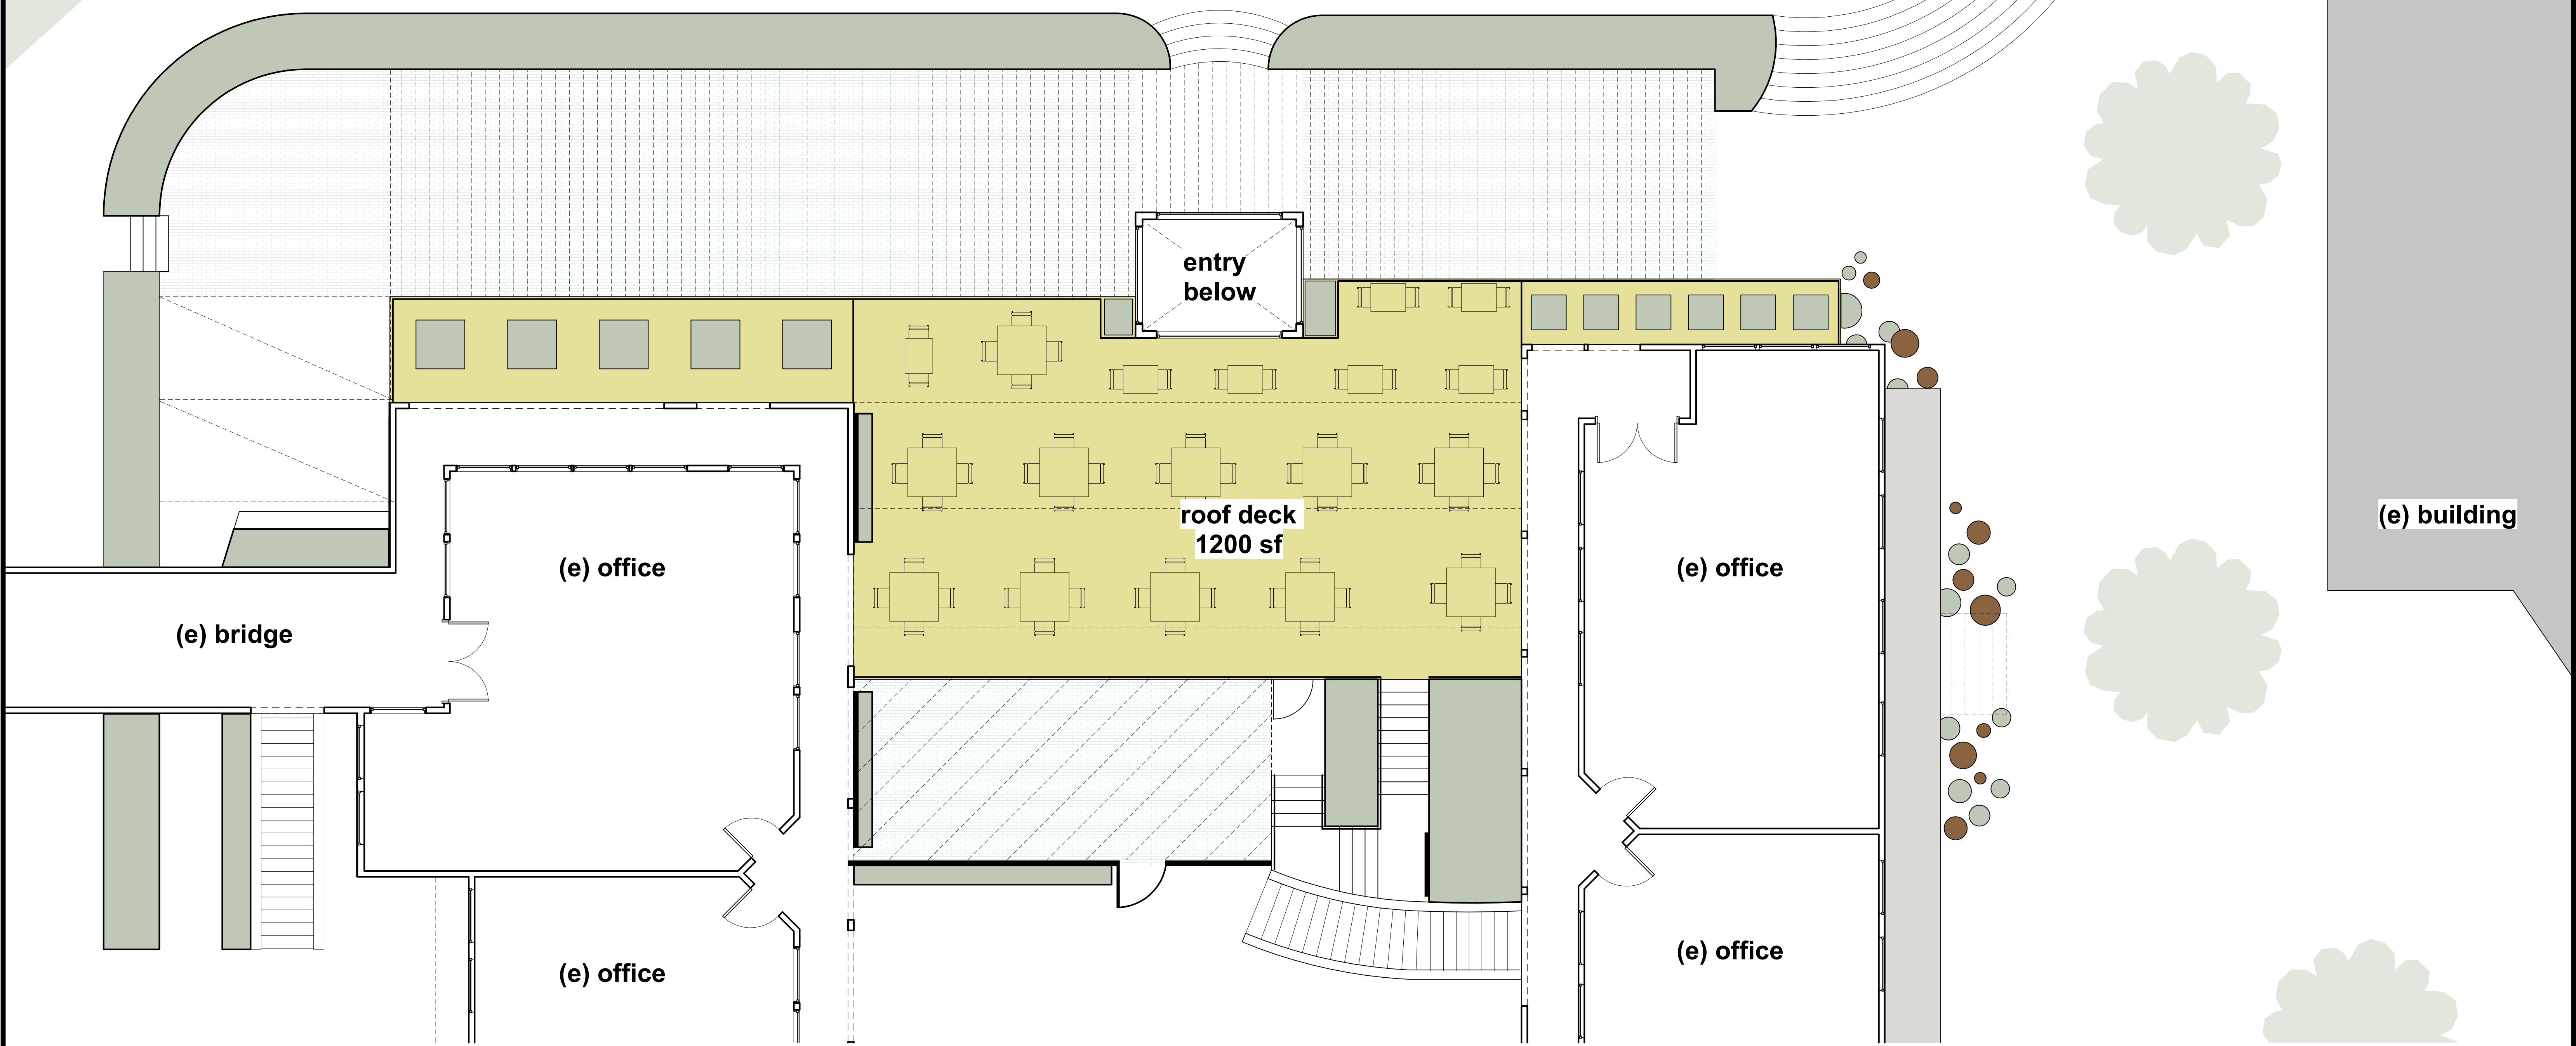 entry
below
(e) building
roof deck
1200 sf
(e) office
(e) office
(e) bridge
(e) office
(e) office